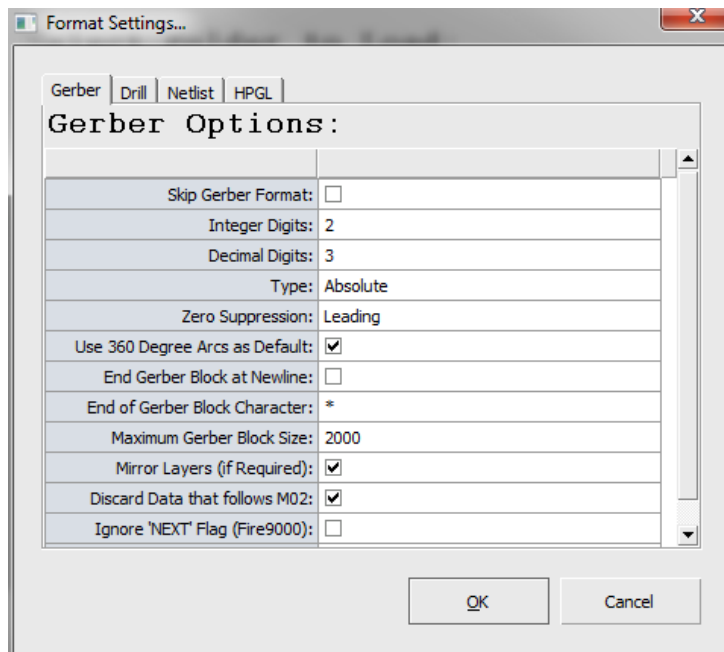 Format Settings...
Gerber Drill Netlist HPGL
Gerber Options:
Skip Gerber Format:
Integer Digits: 2
Decimal Digits: 3
Type: Absolute
Zero Suppression: Leading
Use 360 Degree Arcs as Default:
End Gerber Block at Newline:
End of Gerber Block Character: *
Maximum Gerber Block Size: 2000
Mirror Layers (if Required):
Discard Data that follows M02:
Ignore 'NEXT' Flag (Fire9000):
OK Cancel